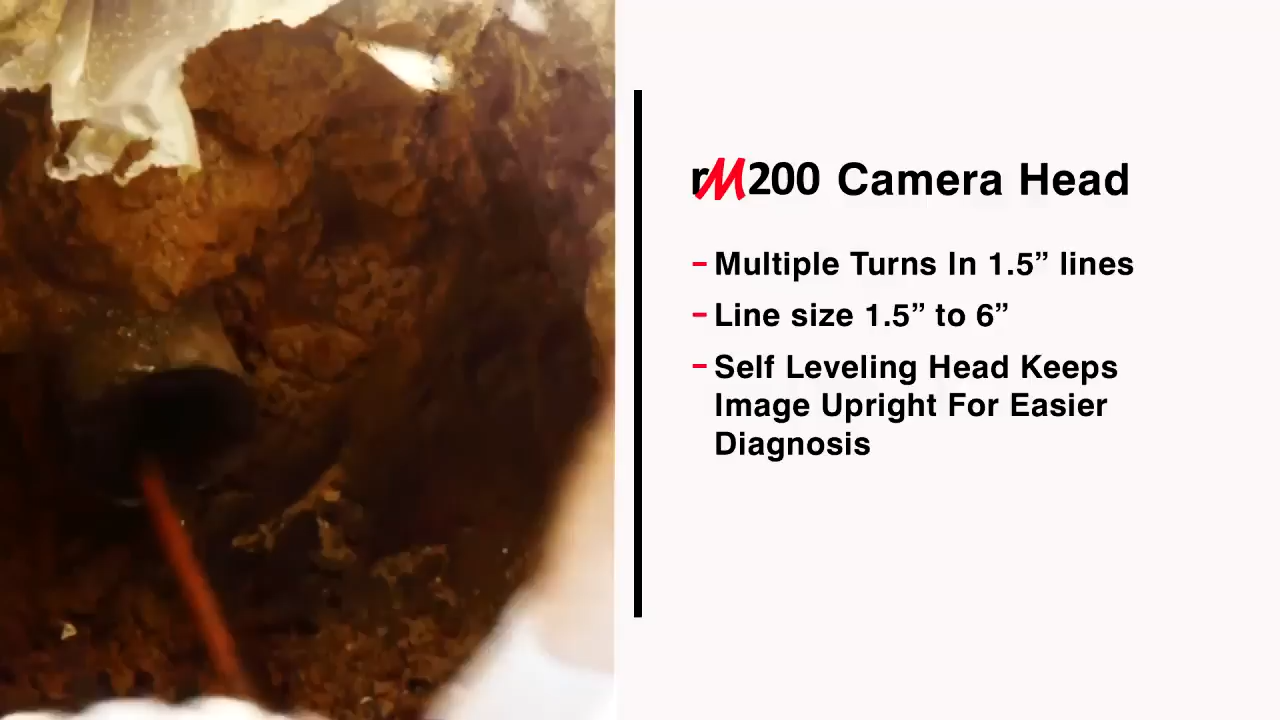 rM200 Camera Head
– Multiple Turns In 1.5” lines
– Line size 1.5” to 6”
– Self Leveling Head Keeps
Image Upright For Easier
Diagnosis